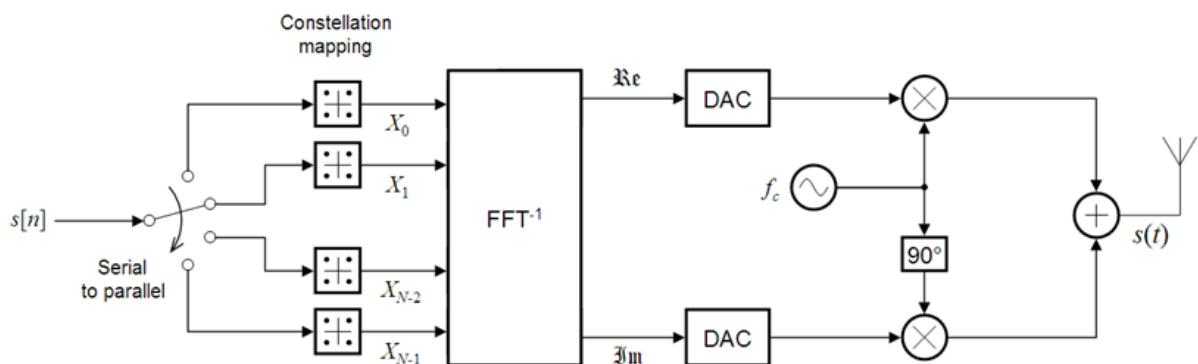 Constellation
mapping
s[n]
Serial
to parallel
X₀
X₁
X_{N-2}
X_{N-1}
FFT⁻¹
ℜe
ℑm
DAC
DAC
f_c
90°
s(t)